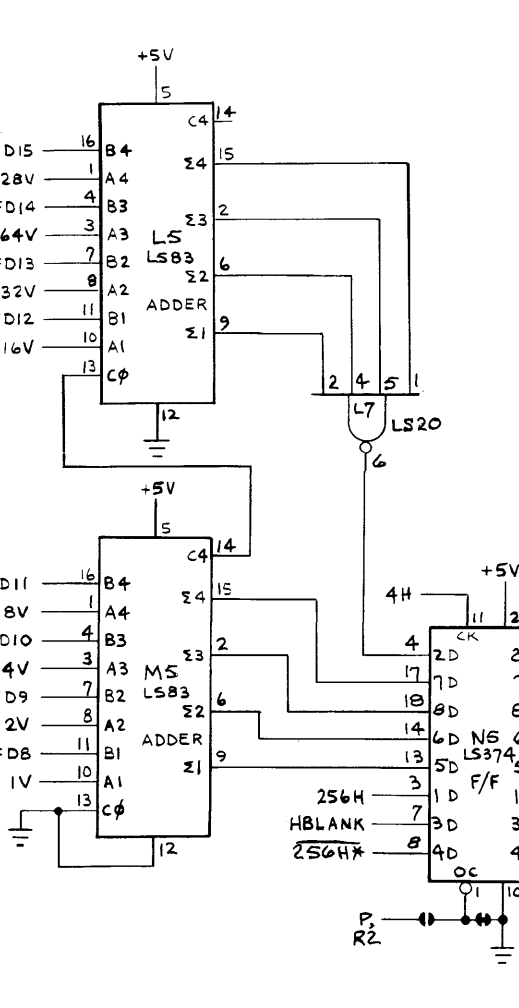 +5V
5
C4 14
D15 16 B4
Σ4 15
28V 1 A4
FD14 4 B3
64V 3 A3
Σ3 2
L5
LS83
FD13 7 B2
32V 8 A2
Σ2 6
ADDER
FD12 11 B1
Σ1 9
16V 10 A1
13 CØ
2 4 5 1
L7
LS20
12
6
+5V
5
C4 14
D11 16 B4
Σ4 15
8V 1 A4
D10 4 B3
4V 3 A3
Σ3 2
M5
LS83
D9 7 B2
2V 8 A2
Σ2 6
ADDER
FD8 11 B1
Σ1 9
1V 10 A1
13 CØ
12
+5V
4H
11
CK
4 2D
17 7D
18 8D
14 6D
N5
13 5D
LS374
F/F
256H 3 1D
HBLANK 7 3D
256H* 8 4D
OC
1
10
P,
R2